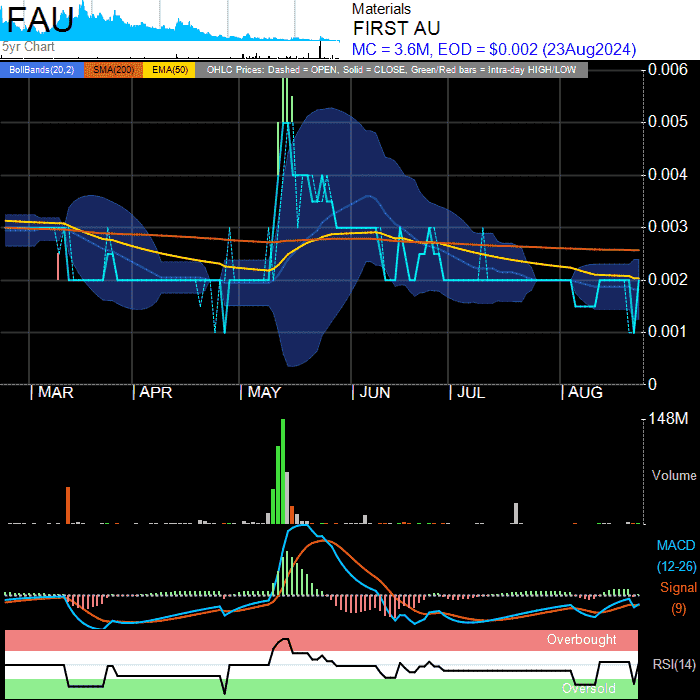 FAU
5yr Chart
Materials
FIRST AU
MC = 3.6M, EOD = $0.002 (23Aug2024)
BollBands(20,2) SMA(200) EMA(50) OHLC Prices: Dashed = OPEN, Solid = CLOSE, Green/Red bars = Intra-day HIGH/LOW
0.006
0.005
0.004
0.003
0.002
0.001
0
MAR APR MAY JUN JUL AUG
148M
Volume
MACD
(12-26)
Signal
(9)
Overbought
RSI(14)
Oversold